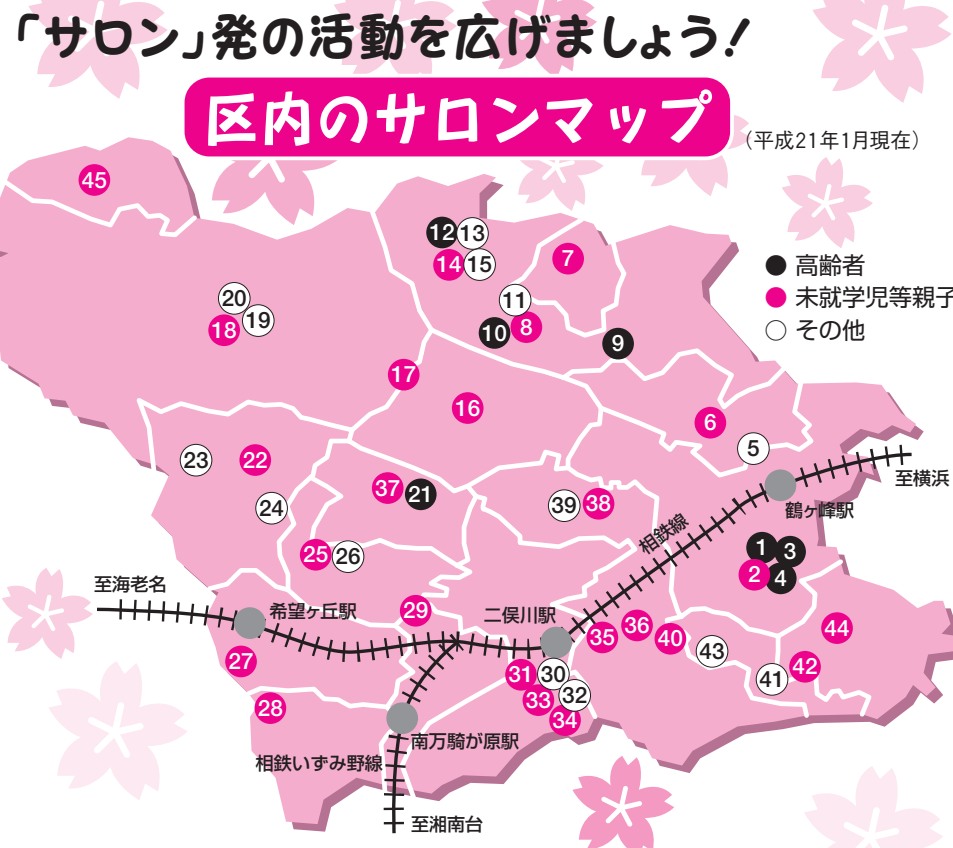 「サロン」発の活動を広げましょう!
区内のサロンマップ
(平成21年1月現在)
45
12 13
14 15
7
高齢者
未就学児等親子
その他
20
19
18
11
10 8
9
17
16
6
5
23 22
24
37 21
39 38
至横浜
鶴ヶ峰駅
相鉄線
1 3
2 4
25 26
至海老名
希望ヶ丘駅
29
二俣川駅
35 36 40
43
44
27
31 30
33 32
34
41 42
28
南万騎が原駅
相鉄いずみ野線
至湘南台